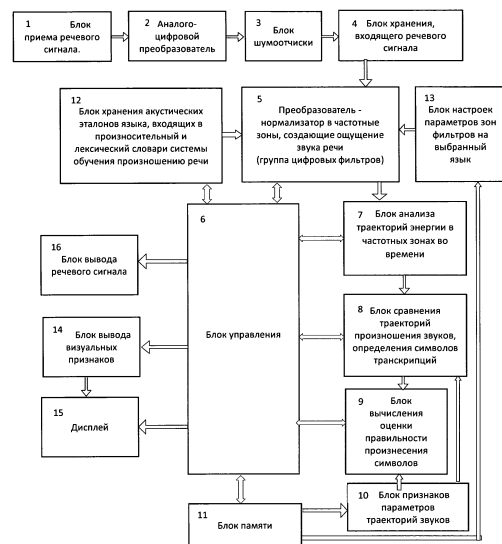 1 Блок
приема речевого
сигнала.
2 Аналого-
цифровой
преобразователь
3 Блок
шумоотчиски
4 Блок хранения,
входящего речевого
сигнала
12
Блок хранения акустических
эталонов языка, входящих в
произносительный и
лексический словари системы
обучения произношению речи
5 Преобразователь -
нормализатор в частотные
зоны, создающие ощущение
звука речи
(группа цифровых фильтров)
13
Блок настроек
параметров зон
фильтров на
выбранный
язык
6
Блок управления
7 Блок анализа
траекторий энергии в
частотных зонах во
времени
16
Блок вывода
речевого сигнала
8 Блок сравнения
траекторий
произношения звуков,
определения символов
транскрипций
14
Блок вывода
визуальных
признаков
9 Блок
вычисления
оценки
правильности
произнесения
символов
15
Дисплей
10 Блок признаков
параметров
траекторий звуков
11
Блок памяти